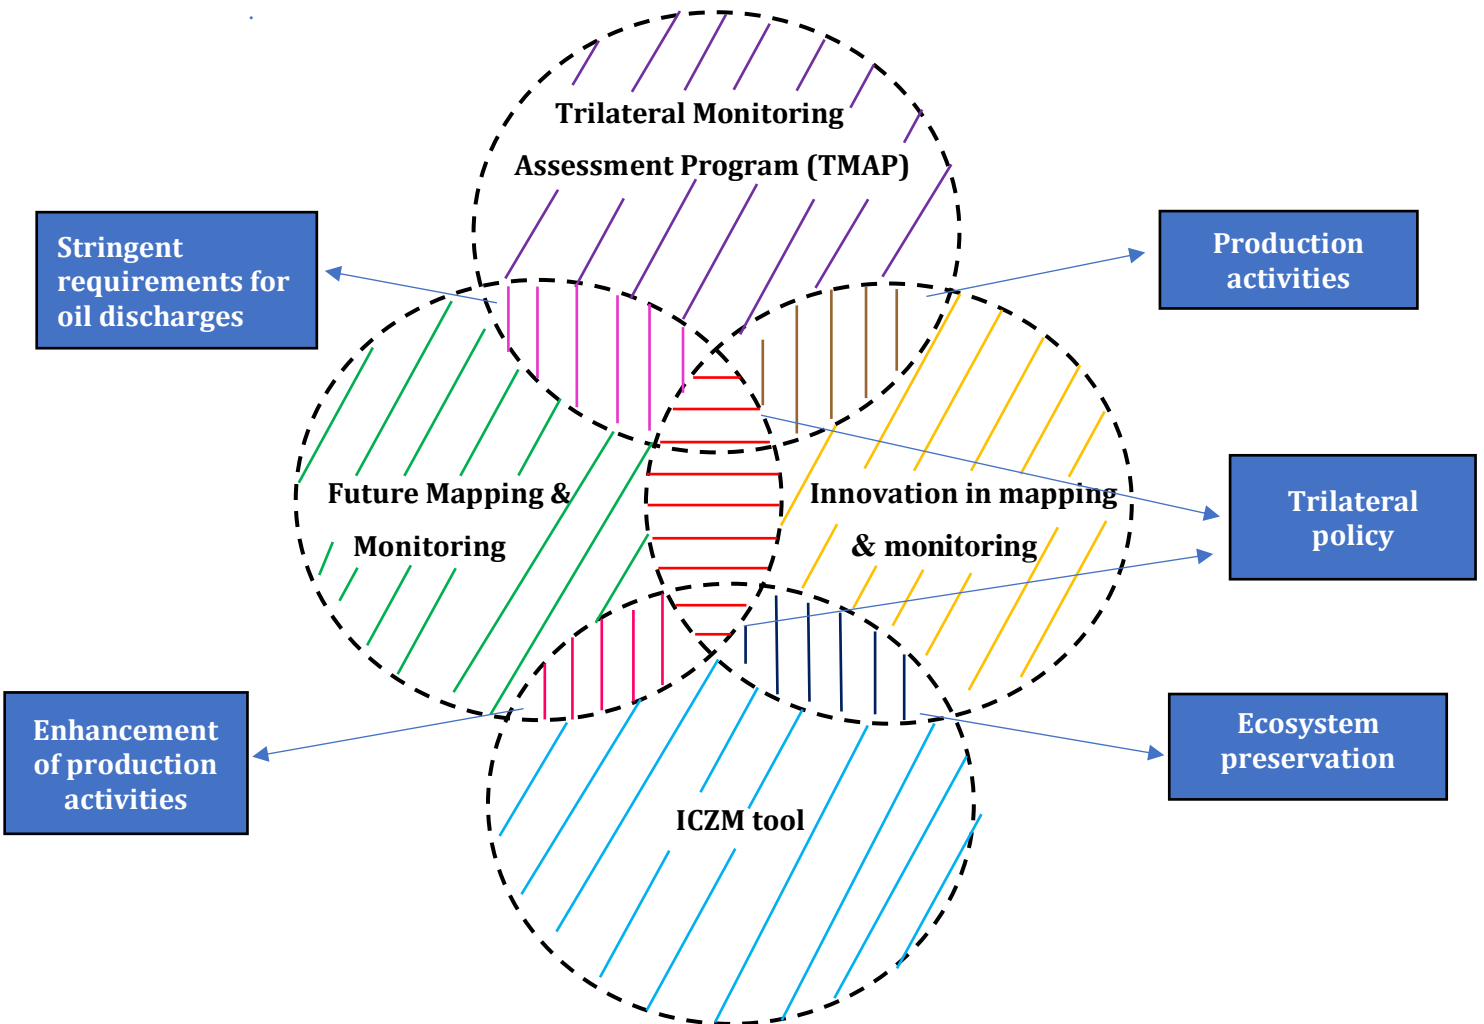 Trilateral Monitoring
Assessment Program (TMAP)
Stringent
requirements for
oil discharges
Production
activities
Future Mapping &
Monitoring
Innovation in mapping
& monitoring
Trilateral
policy
Enhancement
of production
activities
Ecosystem
preservation
ICZM tool